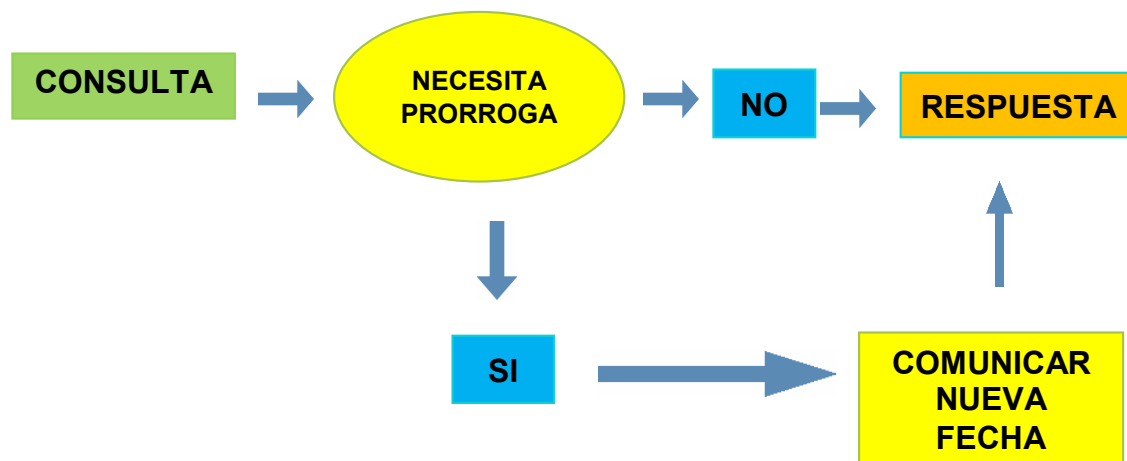 CONSULTA
NECESITA
PRORROGA
NO
RESPUESTA
SI
COMUNICAR
NUEVA
FECHA